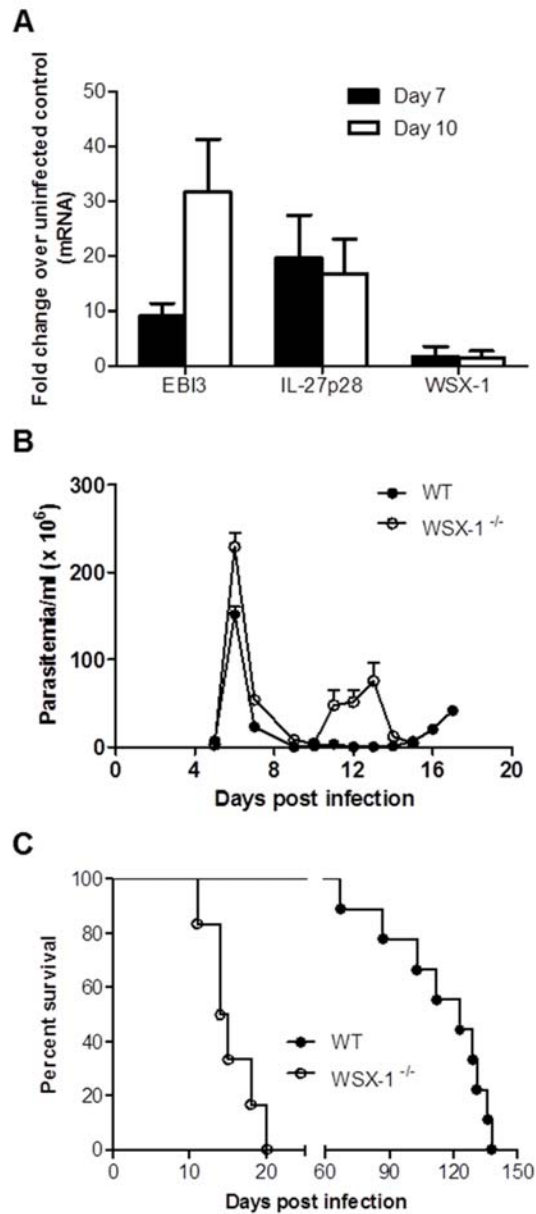 A
Fold change over uninfected control
(mRNA)
50
40
30
20
10
0
Day 7
Day 10
EBI3
IL-27p28
WSX-1
B
Parasitemia/ml (x 10⁶)
300
200
100
0
WT
WSX-1 -/-
0
4
8
12
16
20
Days post infection
C
Percent survival
100
80
60
40
20
0
WT
WSX-1 -/-
0
10
20
60
90
120
150
Days post infection